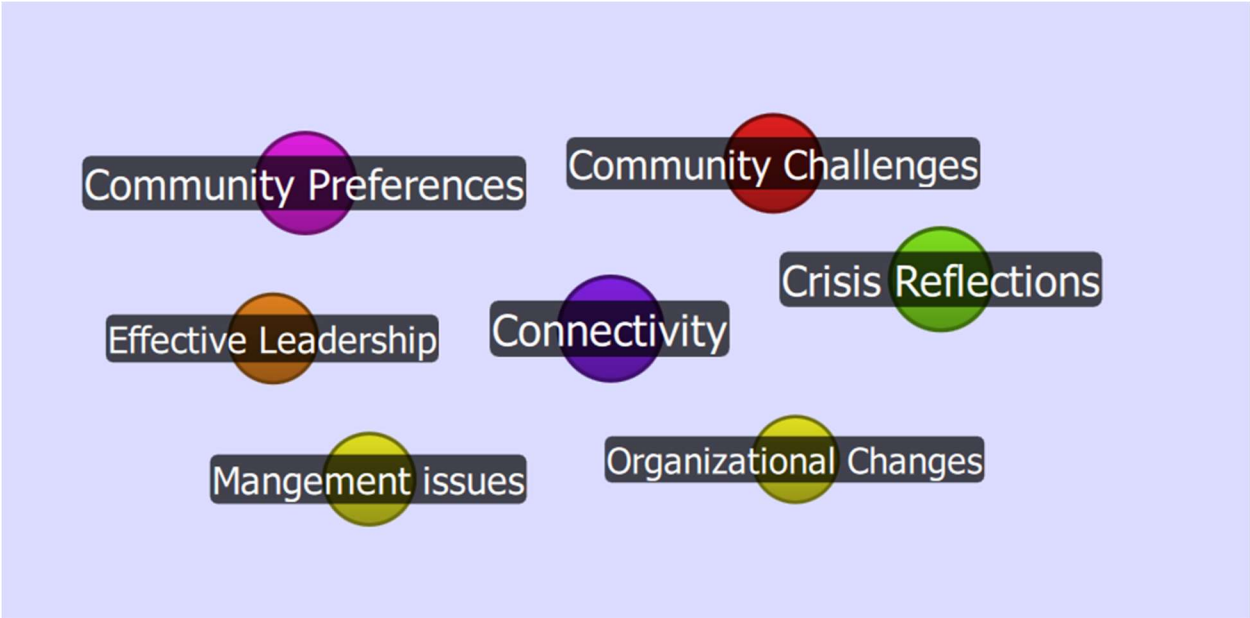 Community Preferences
Community Challenges
Crisis Reflections
Effective Leadership
Connectivity
Mangement issues
Organizational Changes